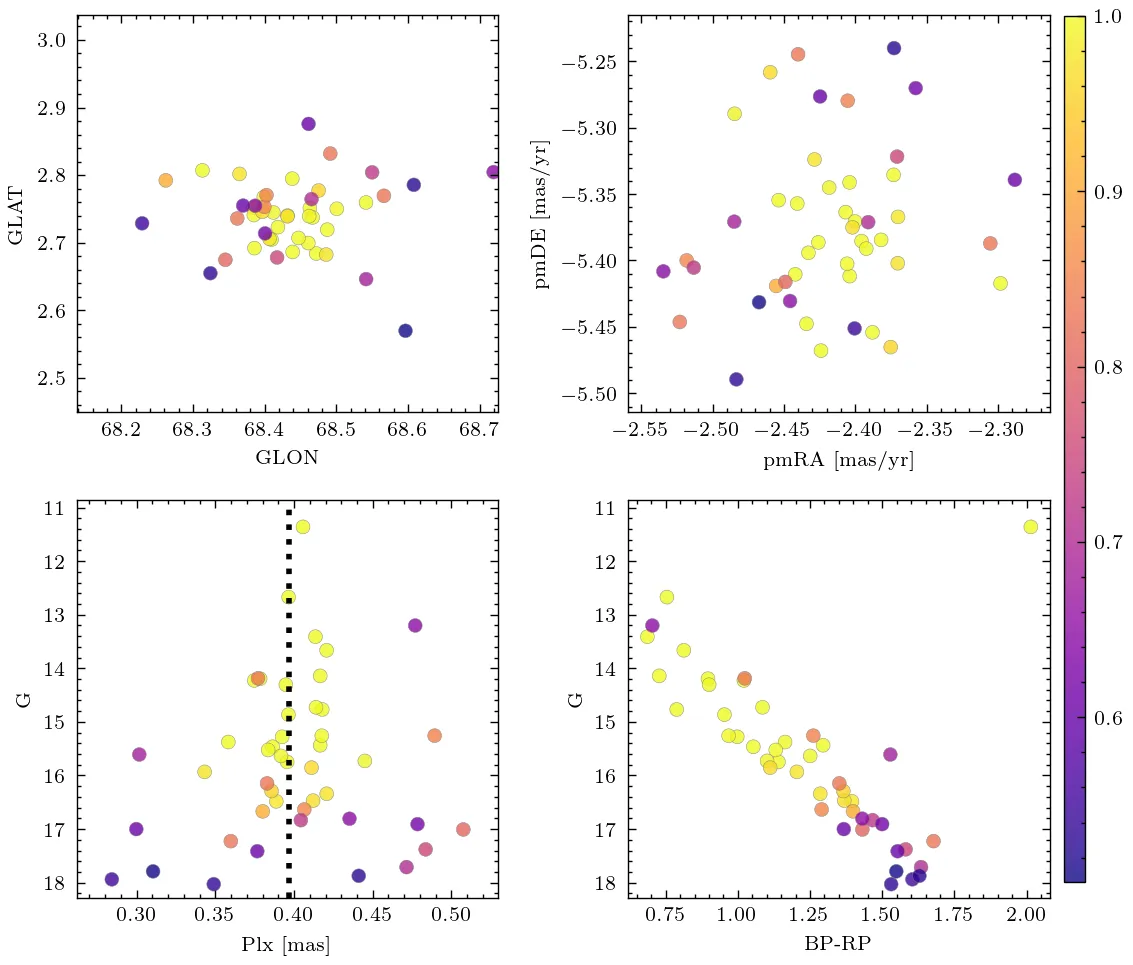 3.0
2.9
2.8
2.7
2.6
2.5
GLAT
68.2 68.3 68.4 68.5 68.6 68.7
GLON
−5.25
−5.30
−5.35
−5.40
−5.45
−5.50
pmDE [mas/yr]
−2.55 −2.50 −2.45 −2.40 −2.35 −2.30
pmRA [mas/yr]
1.0
0.9
0.8
0.7
0.6
11
12
13
14
15
16
17
18
G
0.30 0.35 0.40 0.45 0.50
Plx [mas]
11
12
13
14
15
16
17
18
G
0.75 1.00 1.25 1.50 1.75 2.00
BP-RP